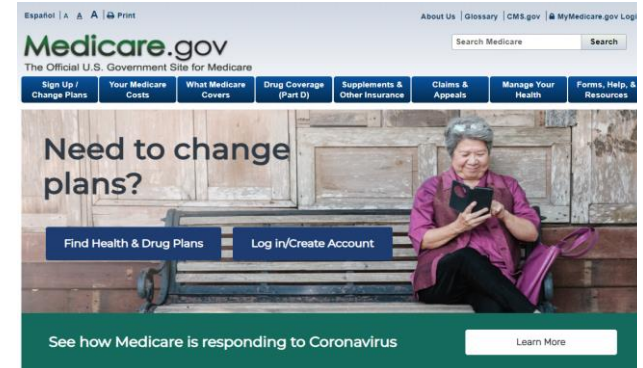 Español | A A A | Print
About Us | Glossary | CMS.gov | MyMedicare.gov Logi
Medicare.gov
The Official U.S. Government Site for Medicare
Search Medicare
Search
Sign Up /
Change Plans
Your Medicare
Costs
What Medicare
Covers
Drug Coverage
(Part D)
Supplements &
Other Insurance
Claims &
Appeals
Manage Your
Health
Forms, Help, &
Resources
Need to change
plans?
Find Health & Drug Plans
Log in/Create Account
See how Medicare is responding to Coronavirus
Learn More